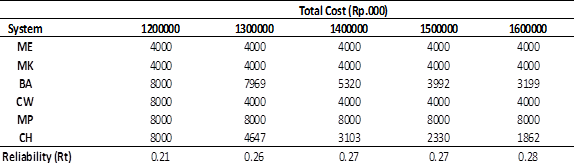 Total Cost (Rp.000)
System 1200000 1300000 1400000 1500000 1600000
ME 4000 4000 4000 4000 4000
MK 4000 4000 4000 4000 4000
BA 8000 7969 5320 3992 3199
CW 8000 4000 4000 4000 4000
MP 8000 8000 8000 8000 8000
CH 8000 4647 3103 2330 1862
Reliability (Rt) 0.21 0.26 0.27 0.27 0.28